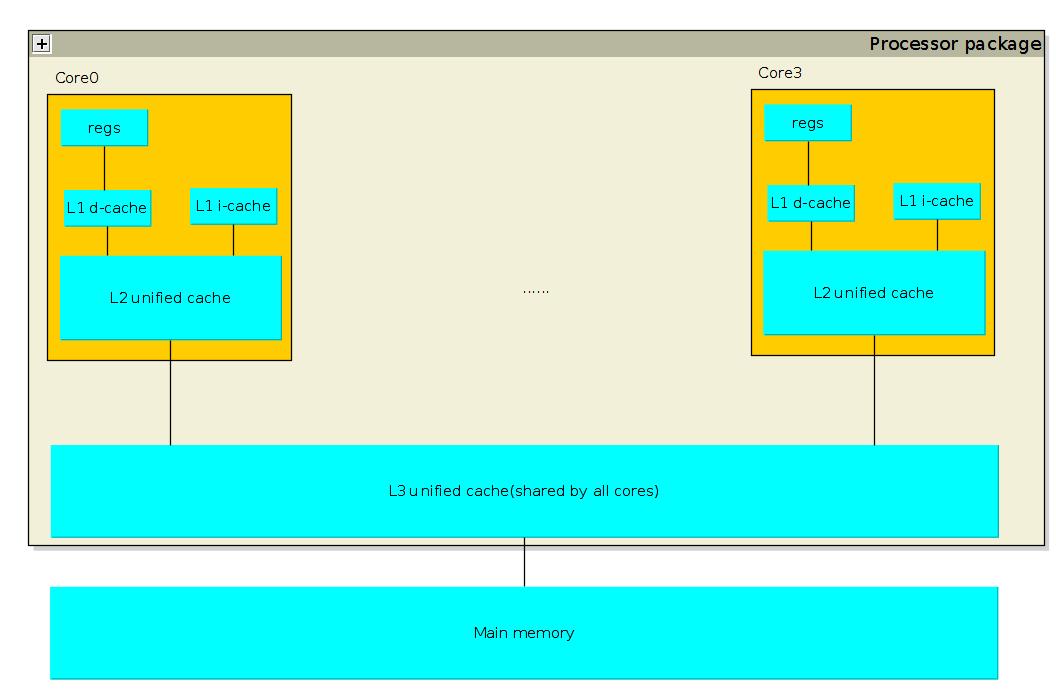 +
Processor package
Core0
Core3
regs
regs
L1 d-cache
L1 i-cache
L1 d-cache
L1 i-cache
L2 unified cache
......
L2 unified cache
L3 unified cache(shared by all cores)
Main memory